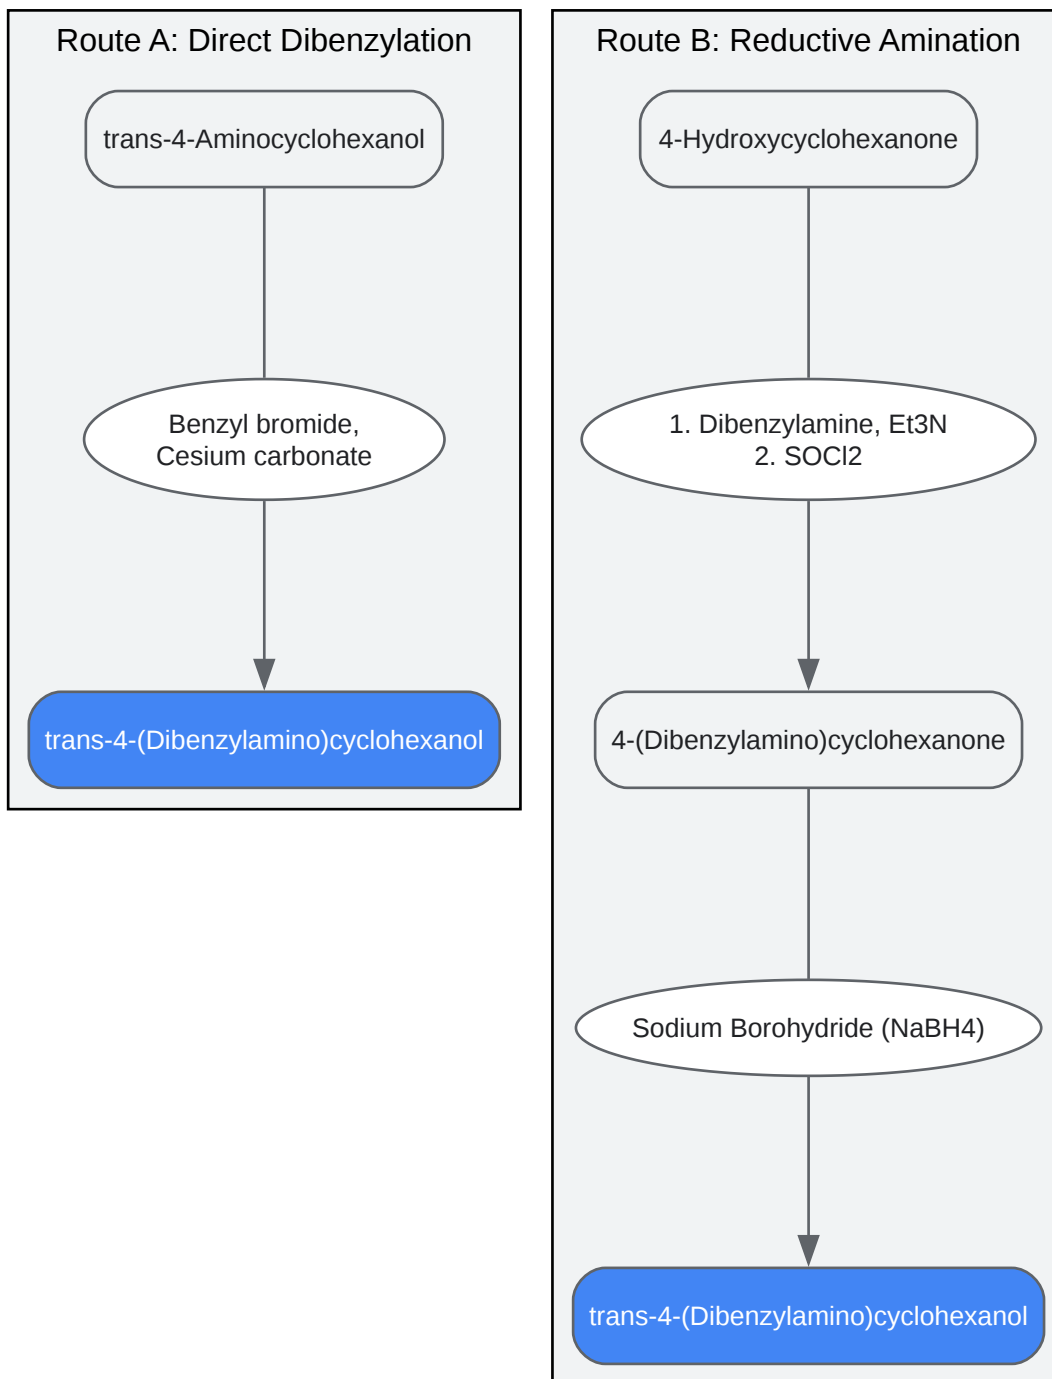 Route A: Direct Dibenzylation
trans-4-Aminocyclohexanol
Benzyl bromide,
Cesium carbonate
trans-4-(Dibenzylamino)cyclohexanol
Route B: Reductive Amination
4-Hydroxycyclohexanone
1. Dibenzylamine, Et3N
2. SOCl2
4-(Dibenzylamino)cyclohexanone
Sodium Borohydride (NaBH4)
trans-4-(Dibenzylamino)cyclohexanol